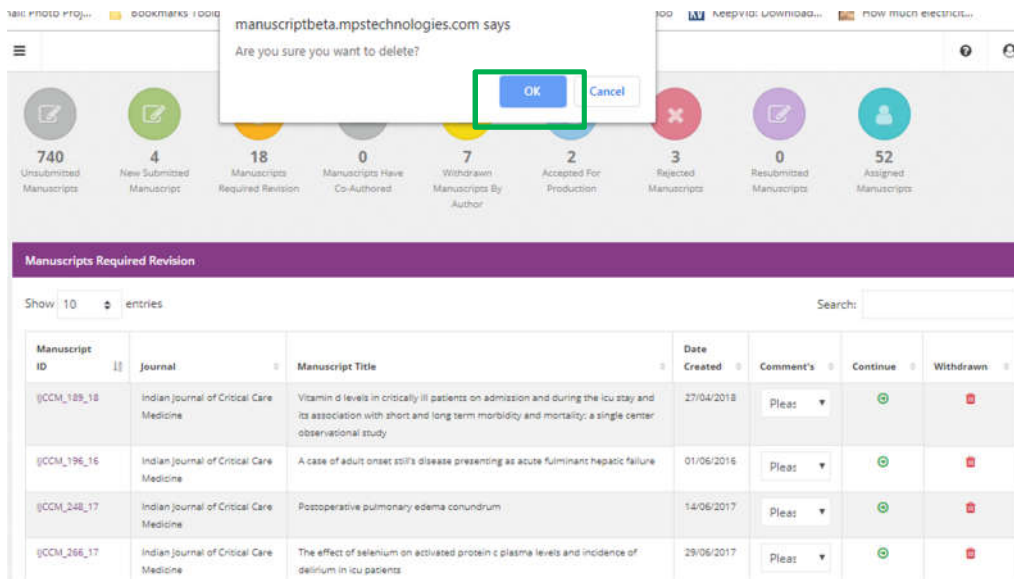 manuscriptbeta.mpstechnologies.com says
Are you sure you want to delete?
OK
Cancel
740
Unsubmitted
Manuscripts
4
New Submitted
Manuscript
18
Manuscripts
Required Revision
0
Manuscripts Have
Co-Authored
7
Withdrawn
Manuscripts By
Author
2
Accepted For
Production
3
Rejected
Manuscripts
0
Resubmitted
Manuscripts
52
Assigned
Manuscripts
Manuscripts Required Revision
Show 10 entries
Search:
Manuscript
ID
Journal
Manuscript Title
Date
Created
Comment's
Continue
Withdrawn
IJCCM_189_18
Indian Journal of Critical Care
Medicine
Vitamin d levels in critically ill patients on admission and during the icu stay and
its association with short and long term morbidity and mortality: a single center
observational study
27/04/2018
Pleas
IJCCM_196_16
Indian Journal of Critical Care
Medicine
A case of adult onset still's disease presenting as acute fulminant hepatic failure
01/06/2016
Pleas
IJCCM_248_17
Indian Journal of Critical Care
Medicine
Postoperative pulmonary edema conundrum
14/06/2017
Pleas
IJCCM_266_17
Indian Journal of Critical Care
Medicine
The effect of selenium on activated protein c plasma levels and incidence of
delirium in icu patients
29/06/2017
Pleas